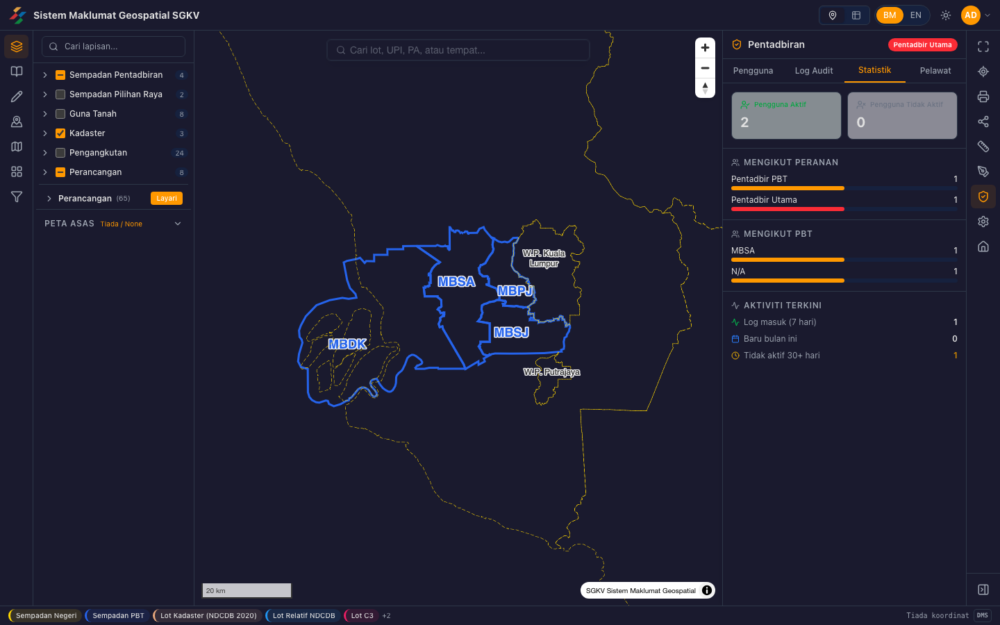 Sistem Maklumat Geospatial SGKV
BM
EN
AD
Cari lapisan...
Sempadan Pentadbiran 4
Sempadan Pilihan Raya 2
Guna Tanah 8
Kadaster 3
Pengangkutan 24
Perancangan 8
Perancangan (65) Layari
PETA ASAS Tiada / None
Cari lot, UPI, PA, atau tempat...
W.P. Kuala
Lumpur
MBSA
MBPJ
MBSJ
MBDK
W.P. Putrajaya
20 km
SGKV Sistem Maklumat Geospatial
Pentadbiran
Pentadbir Utama
Pengguna
Log Audit
Statistik
Pelawat
Pengguna Aktif
2
Pengguna Tidak Aktif
0
MENGIKUT PERANAN
Pentadbir PBT 1
Pentadbir Utama 1
MENGIKUT PBT
MBSA 1
N/A 1
AKTIVITI TERKINI
Log masuk (7 hari) 1
Baru bulan ini 0
Tidak aktif 30+ hari 1
Sempadan Negeri
Sempadan PBT
Lot Kadaster (NDCDB 2020)
Lot Relatif NDCDB
Lot C3
+2
Tiada koordinat
DMS